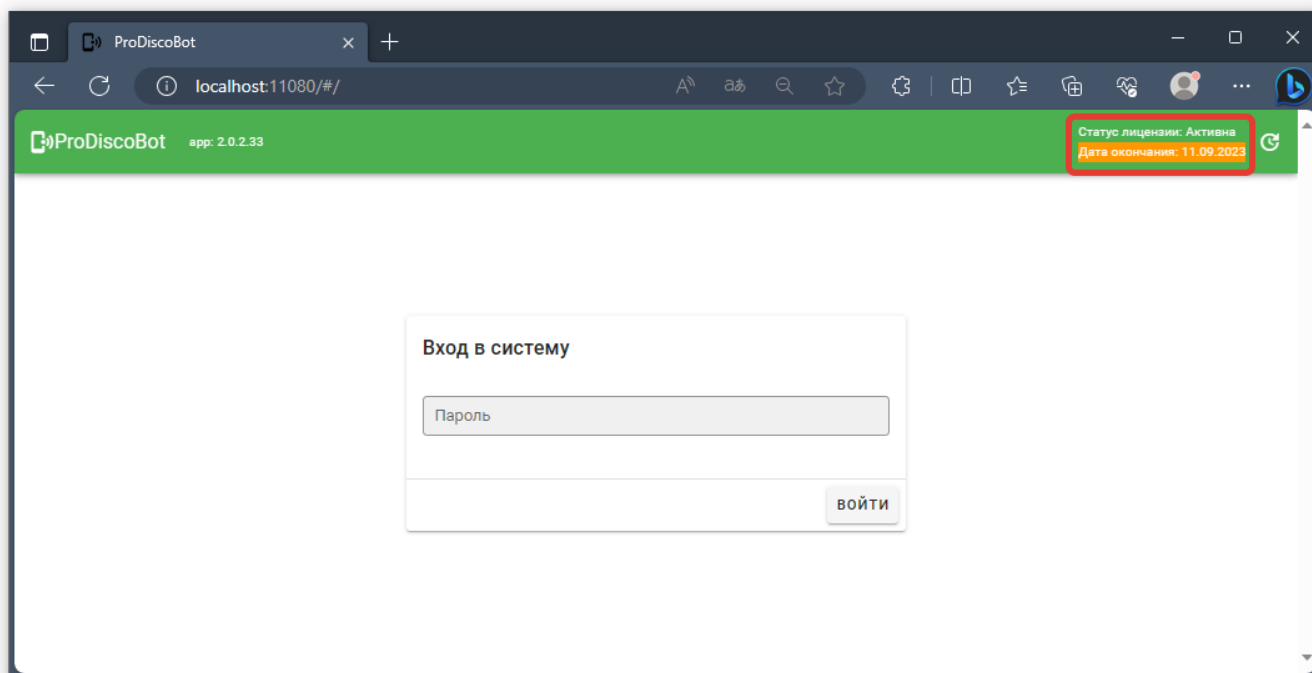 ProDiscoBot
localhost:11080/#/
ProDiscoBot app: 2.0.2.33
Статус лицензии: Активна
Дата окончания: 11.09.2023
Вход в систему
Пароль
ВОЙТИ